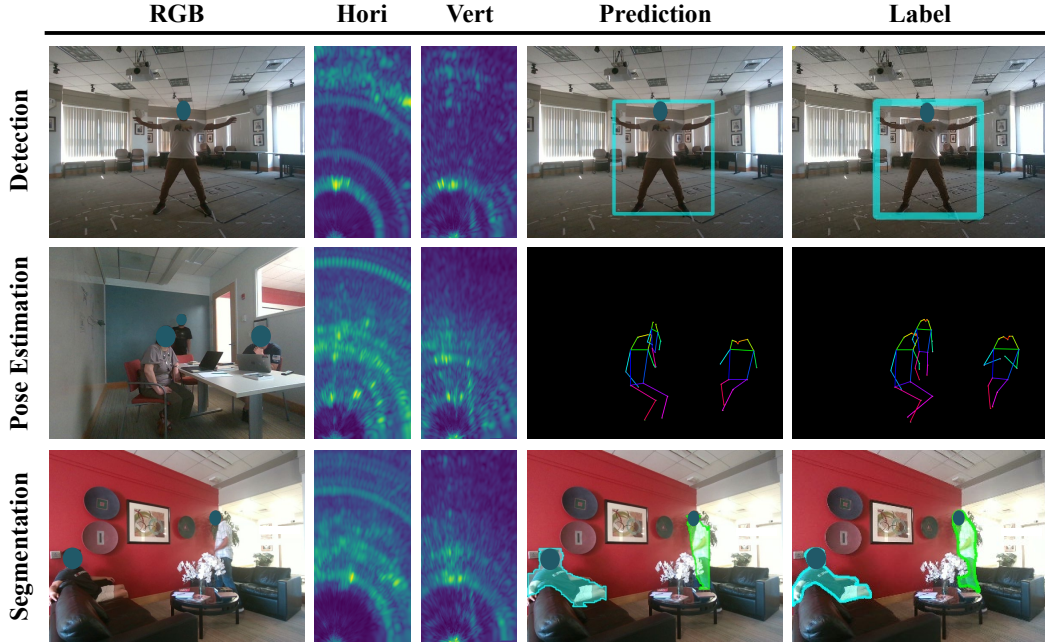 RGB Hori Vert Prediction Label
Detection
Pose Estimation
Segmentation